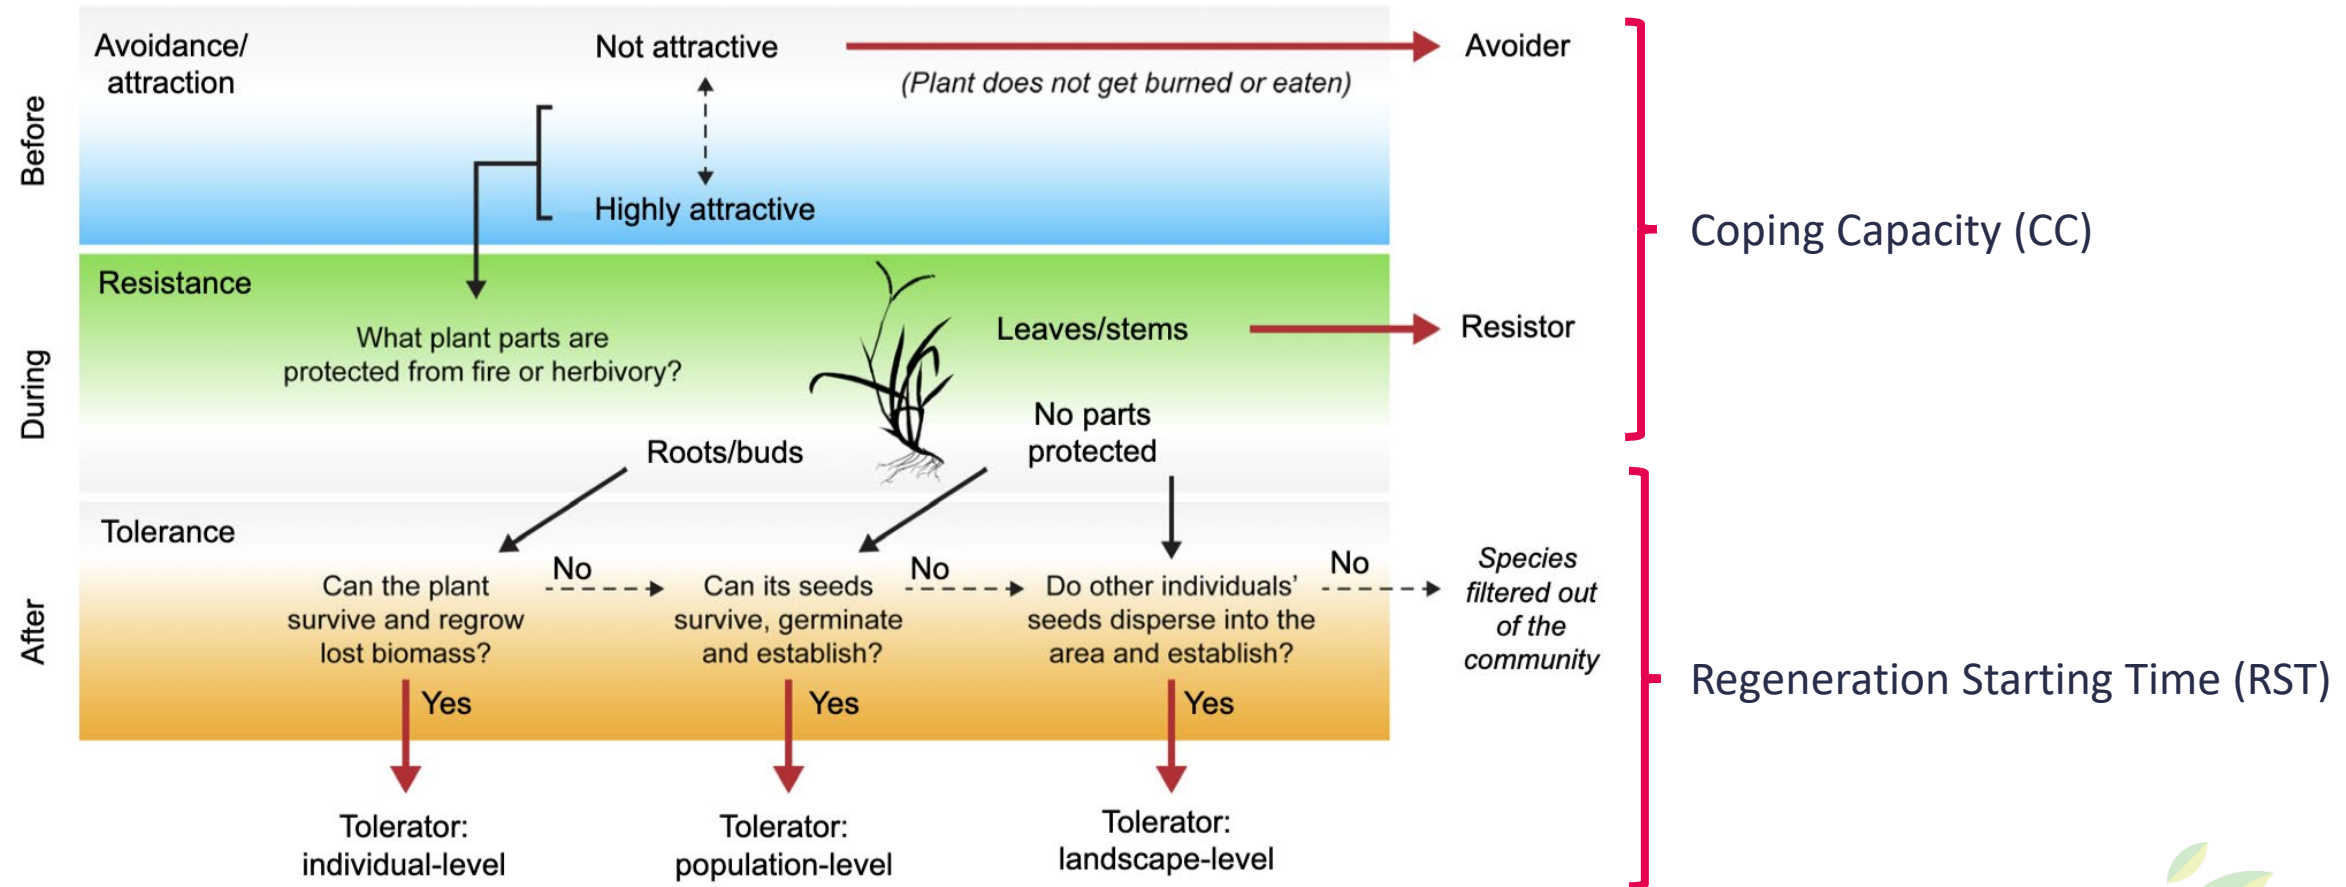 Before
Avoidance/
attraction
Not attractive
(Plant does not get burned or eaten)
Avoider
Highly attractive
Coping Capacity (CC)
During
Resistance
What plant parts are
protected from fire or herbivory?
Leaves/stems
Resistor
No parts
protected
Roots/buds
After
Tolerance
Can the plant
survive and regrow
lost biomass?
No
Can its seeds
survive, germinate
and establish?
No
Do other individuals’
seeds disperse into the
area and establish?
No
Species
filtered out
of the
community
Regeneration Starting Time (RST)
Yes
Yes
Yes
Tolerator:
individual-level
Tolerator:
population-level
Tolerator:
landscape-level